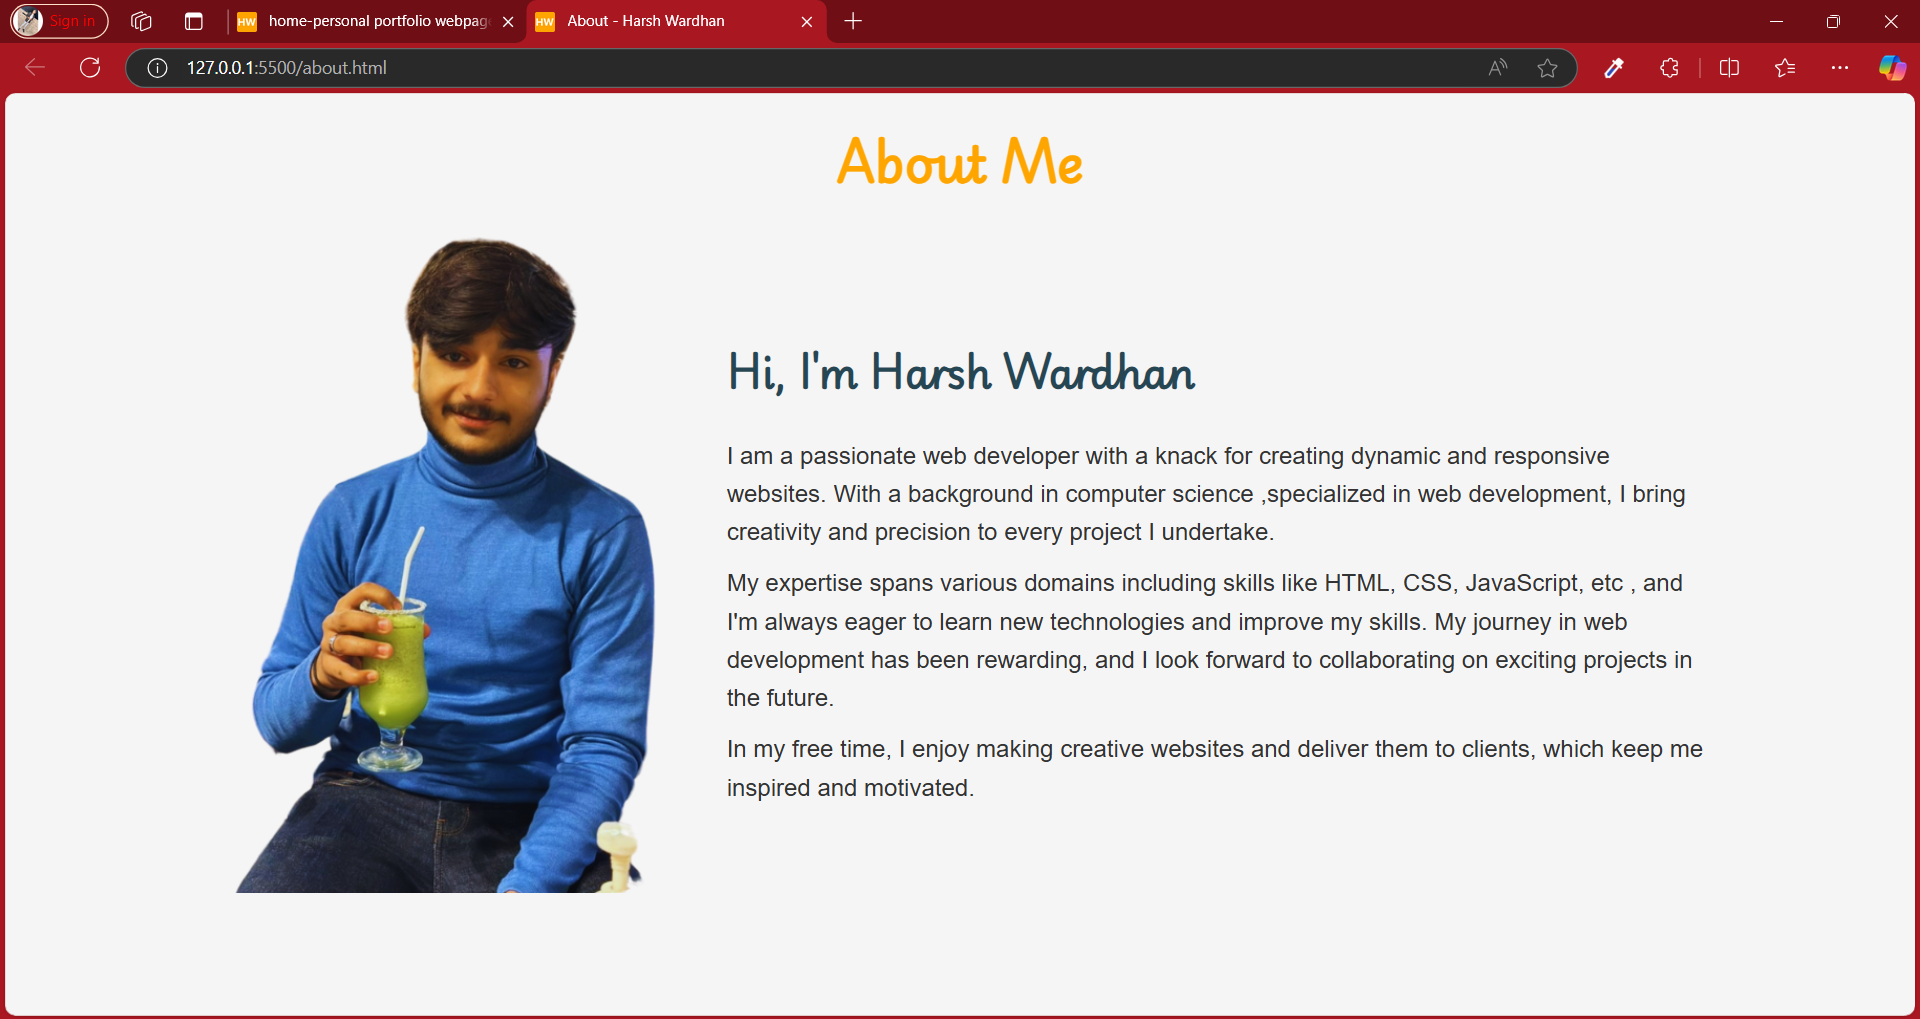 Sign in
HW home-personal portfolio webpag
HW About - Harsh Wardhan
127.0.0.1:5500/about.html
About Me
Hi, I'm Harsh Wardhan
I am a passionate web developer with a knack for creating dynamic and responsive
websites. With a background in computer science ,specialized in web development, I bring
creativity and precision to every project I undertake.
My expertise spans various domains including skills like HTML, CSS, JavaScript, etc , and
I'm always eager to learn new technologies and improve my skills. My journey in web
development has been rewarding, and I look forward to collaborating on exciting projects in
the future.
In my free time, I enjoy making creative websites and deliver them to clients, which keep me
inspired and motivated.